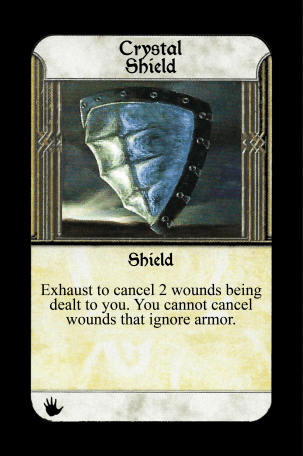 Crystal
Shield
Shield
Exhaust to cancel 2 wounds being
dealt to you. You cannot cancel
wounds that ignore armor.